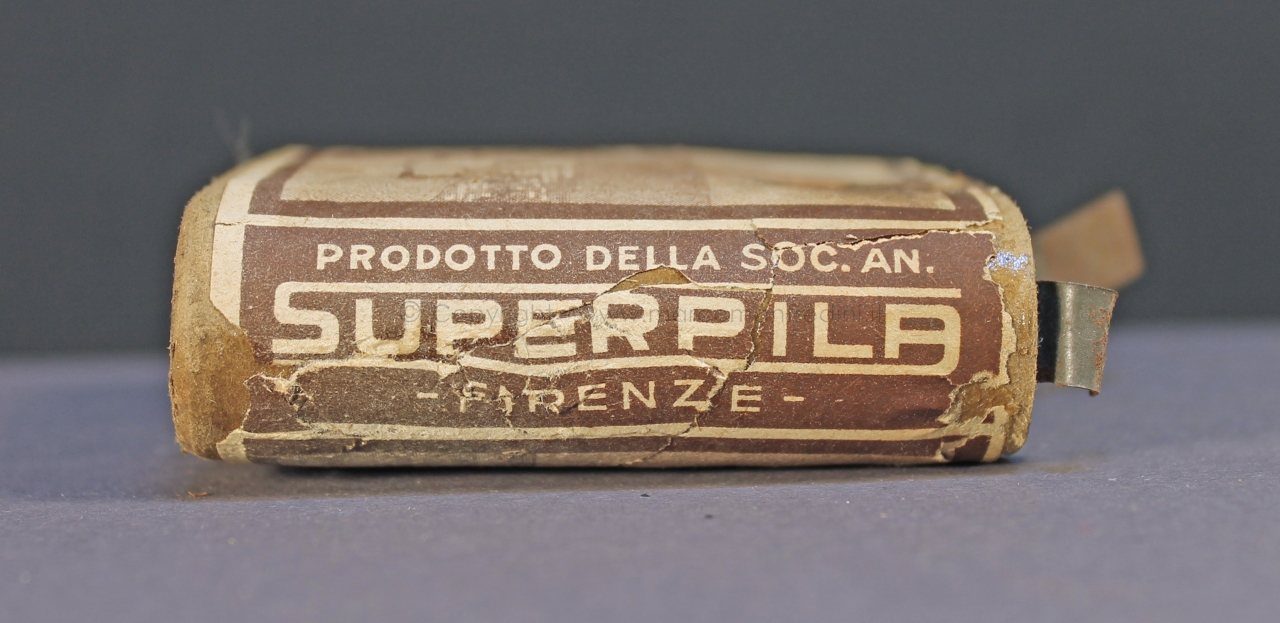 PRODOTTO DELLA SOC. AN.
SUPERPILA
- FIRENZE -